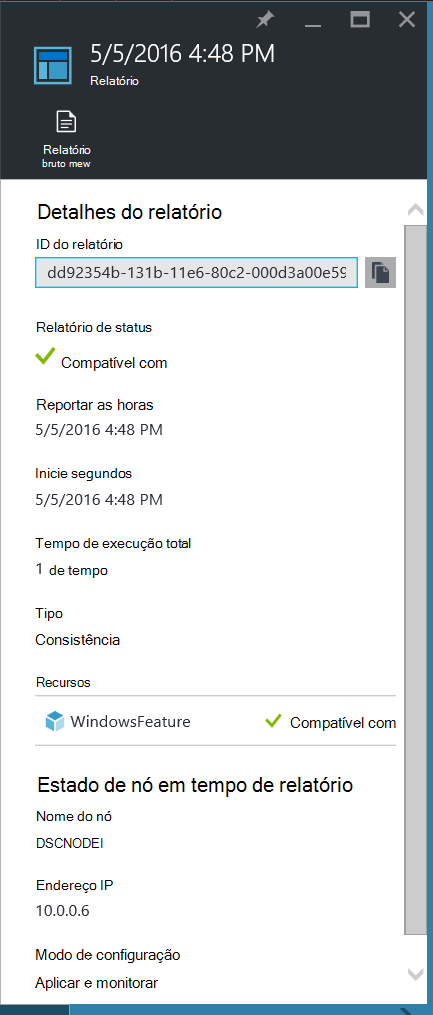 5/5/2016 4:48 PM
Relatório
Relatório
bruto mew
Detalhes do relatório
ID do relatório
dd92354b-131b-11e6-80c2-000d3a00e59
Relatório de status
Compatível com
Reportar as horas
5/5/2016 4:48 PM
Inicie segundos
5/5/2016 4:48 PM
Tempo de execução total
1 de tempo
Tipo
Consistência
Recursos
WindowsFeature Compatível com
Estado de nó em tempo de relatório
Nome do nó
DSCNODEI
Endereço IP
10.0.0.6
Modo de configuração
Aplicar e monitorar